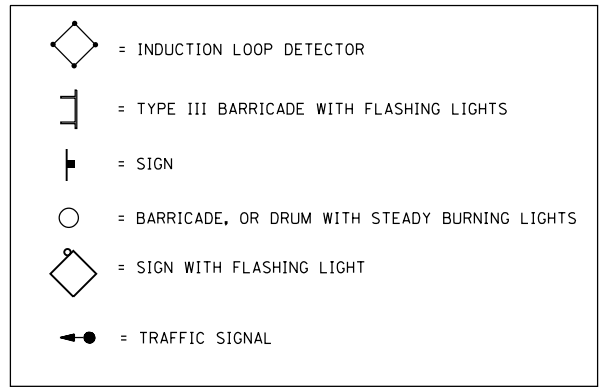 = INDUCTION LOOP DETECTOR
= TYPE III BARRICADE WITH FLASHING LIGHTS
= SIGN
= BARRICADE, OR DRUM WITH STEADY BURNING LIGHTS
= SIGN WITH FLASHING LIGHT
= TRAFFIC SIGNAL